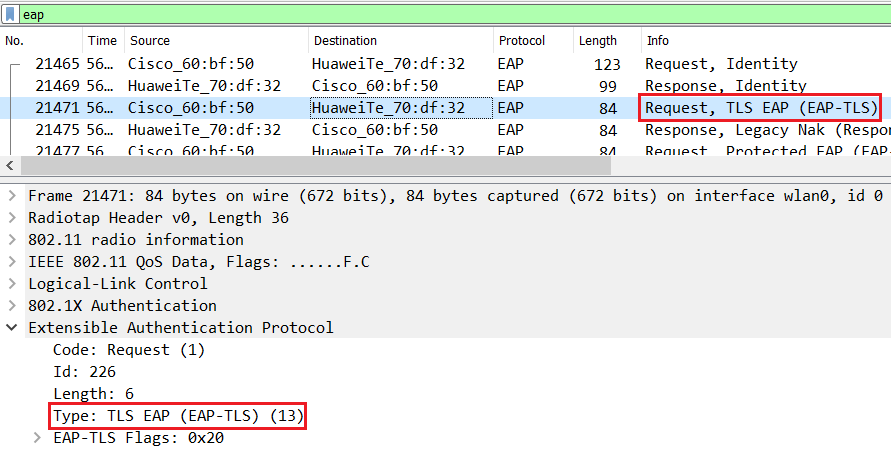 eap
No. Time Source Destination Protocol Length Info
21465 56… Cisco_60:bf:50 HuaweiTe_70:df:32 EAP 123 Request, Identity
21469 56… HuaweiTe_70:df:32 Cisco_60:bf:50 EAP 99 Response, Identity
21471 56… Cisco_60:bf:50 HuaweiTe_70:df:32 EAP 84 Request, TLS EAP (EAP-TLS)
21475 56… HuaweiTe_70:df:32 Cisco_60:bf:50 EAP 84 Response, Legacy Nak (Respon
21477 56… Cisco_60:bf:50 HuaweiTe_70:df:32 EAP 84 Request, Protected EAP (EAP-
Frame 21471: 84 bytes on wire (672 bits), 84 bytes captured (672 bits) on interface wlan0, id 0
Radiotap Header v0, Length 36
802.11 radio information
IEEE 802.11 QoS Data, Flags: ......F.C
Logical-Link Control
802.1X Authentication
Extensible Authentication Protocol
Code: Request (1)
Id: 226
Length: 6
Type: TLS EAP (EAP-TLS) (13)
EAP-TLS Flags: 0x20